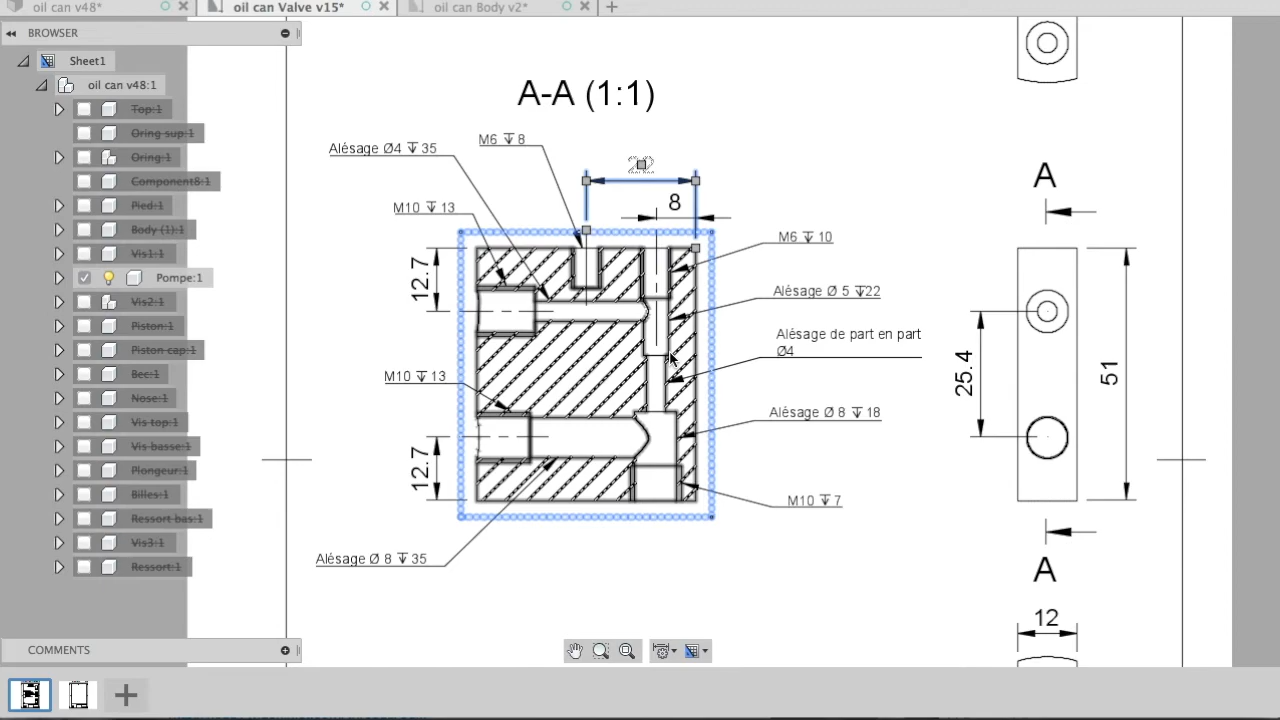 oil can v48*
oil can Valve v15*
oil can Body v2*
BROWSER
Sheet1
oil can v48:1
Top:1
Oring sup:1
Oring:1
Component8:1
Pied:1
Body (1):1
Vis1:1
Pompe:1
Vis2:1
Piston:1
Piston cap:1
Bec:1
Nose:1
Vis top:1
Vis basse:1
Plongeur:1
Billes:1
Ressort bas:1
Vis3:1
Ressort:1
COMMENTS
A-A (1:1)
Alésage Ø4 ↧ 35
M6 ↧ 8
M10 ↧ 13
8
M6 ↧ 10
12.7
Alésage Ø 5 ↧22
Alésage de part en part
Ø4
M10 ↧ 13
Alésage Ø 8 ↧ 18
12.7
M10 ↧ 7
Alésage Ø 8 ↧ 35
A
25.4
51
A
12